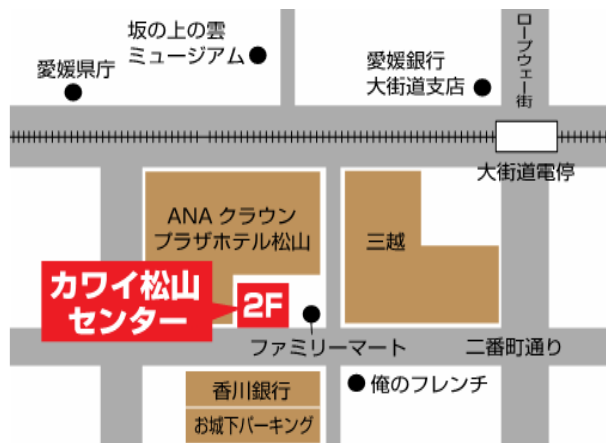 坂の上の雲
ミュージアム
愛媛県庁
愛媛銀行
大街道支店
ロープウェー街
大街道電停
ANA クラウン
プラザホテル松山
三越
カワイ松山
センター
2F
ファミリーマート
二番町通り
香川銀行
お城下パーキング
俺のフレンチ